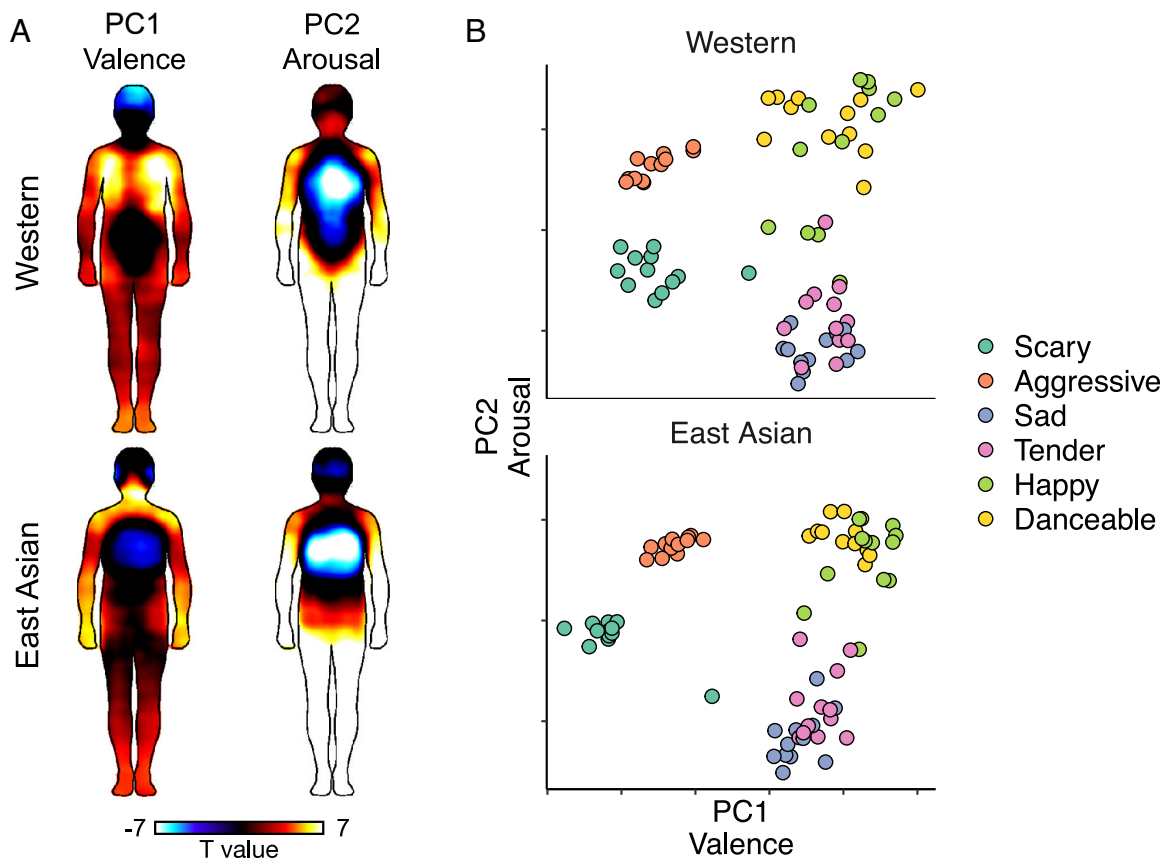 A
PC1
Valence
PC2
Arousal
Western
East Asian
-7
7
T value
B
Western
East Asian
PC2
Arousal
PC1
Valence
Scary
Aggressive
Sad
Tender
Happy
Danceable